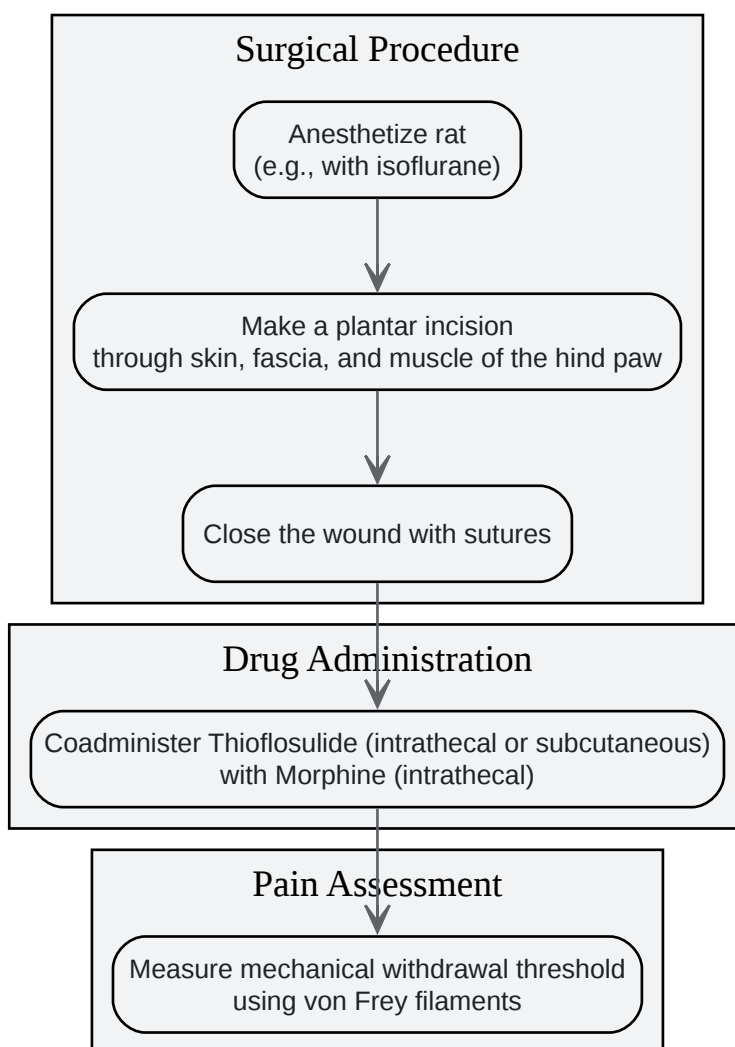 Surgical Procedure
Anesthetize rat
(e.g., with isoflurane)
Make a plantar incision
through skin, fascia, and muscle of the hind paw
Close the wound with sutures
Drug Administration
Coadminister Thioflosulide (intrathecal or subcutaneous)
with Morphine (intrathecal)
Pain Assessment
Measure mechanical withdrawal threshold
using von Frey filaments